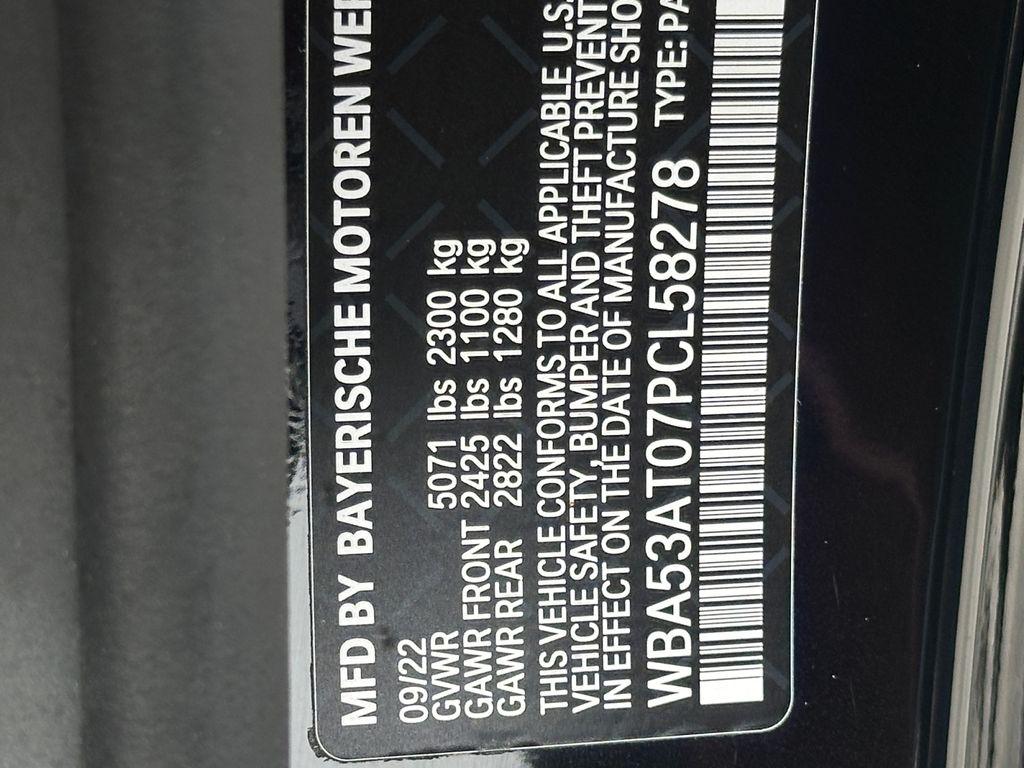 MFD BY BAYERISCHE MOTOREN WER
09/22
GVWR 5071 lbs 2300 kg
GAWR FRONT 2425 lbs 1100 kg
GAWR REAR 2822 lbs 1280 kg
THIS VEHICLE CONFORMS TO ALL APPLICABLE U.S.
VEHICLE SAFETY, BUMPER AND THEFT PREVENT
IN EFFECT ON THE DATE OF MANUFACTURE SHO
WBA53AT07PCL58278 TYPE: PA